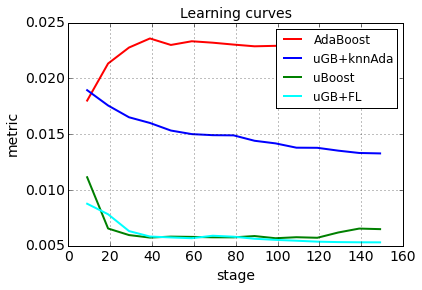 Learning curves
0.025
0.020
0.015
0.010
0.005
metric
AdaBoost
uGB+knnAda
uBoost
uGB+FL
0 20 40 60 80 100 120 140 160
stage